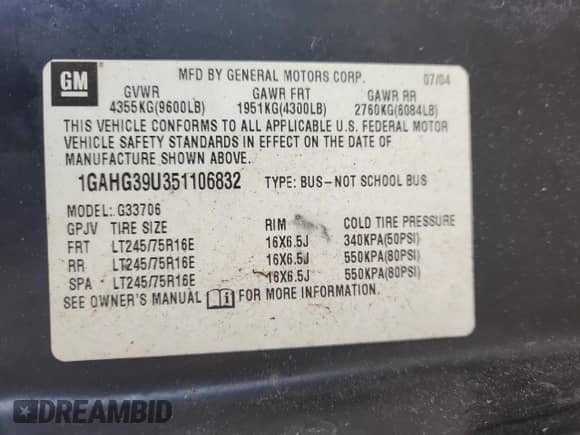 GM
MFD BY GENERAL MOTORS CORP. 07/04
GVWR GAWR FRT GAWR RR
4355KG(9600LB) 1951KG(4300LB) 2760KG(6084LB)
THIS VEHICLE CONFORMS TO ALL APPLICABLE U.S. FEDERAL MOTOR
VEHICLE SAFETY STANDARDS IN EFFECT ON THE DATE OF
MANUFACTURE SHOWN ABOVE.
1GAHG39U351106832 TYPE: BUS-NOT SCHOOL BUS
MODEL: G33706
GPJV TIRE SIZE RIM COLD TIRE PRESSURE
FRT LT245/75R16E 16X6.5J 340KPA(50PSI)
RR LT245/75R16E 16X6.5J 550KPA(80PSI)
SPA LT245/75R16E 16X6.5J 550KPA(80PSI)
SEE OWNER'S MANUAL FOR MORE INFORMATION.
DREAMBID